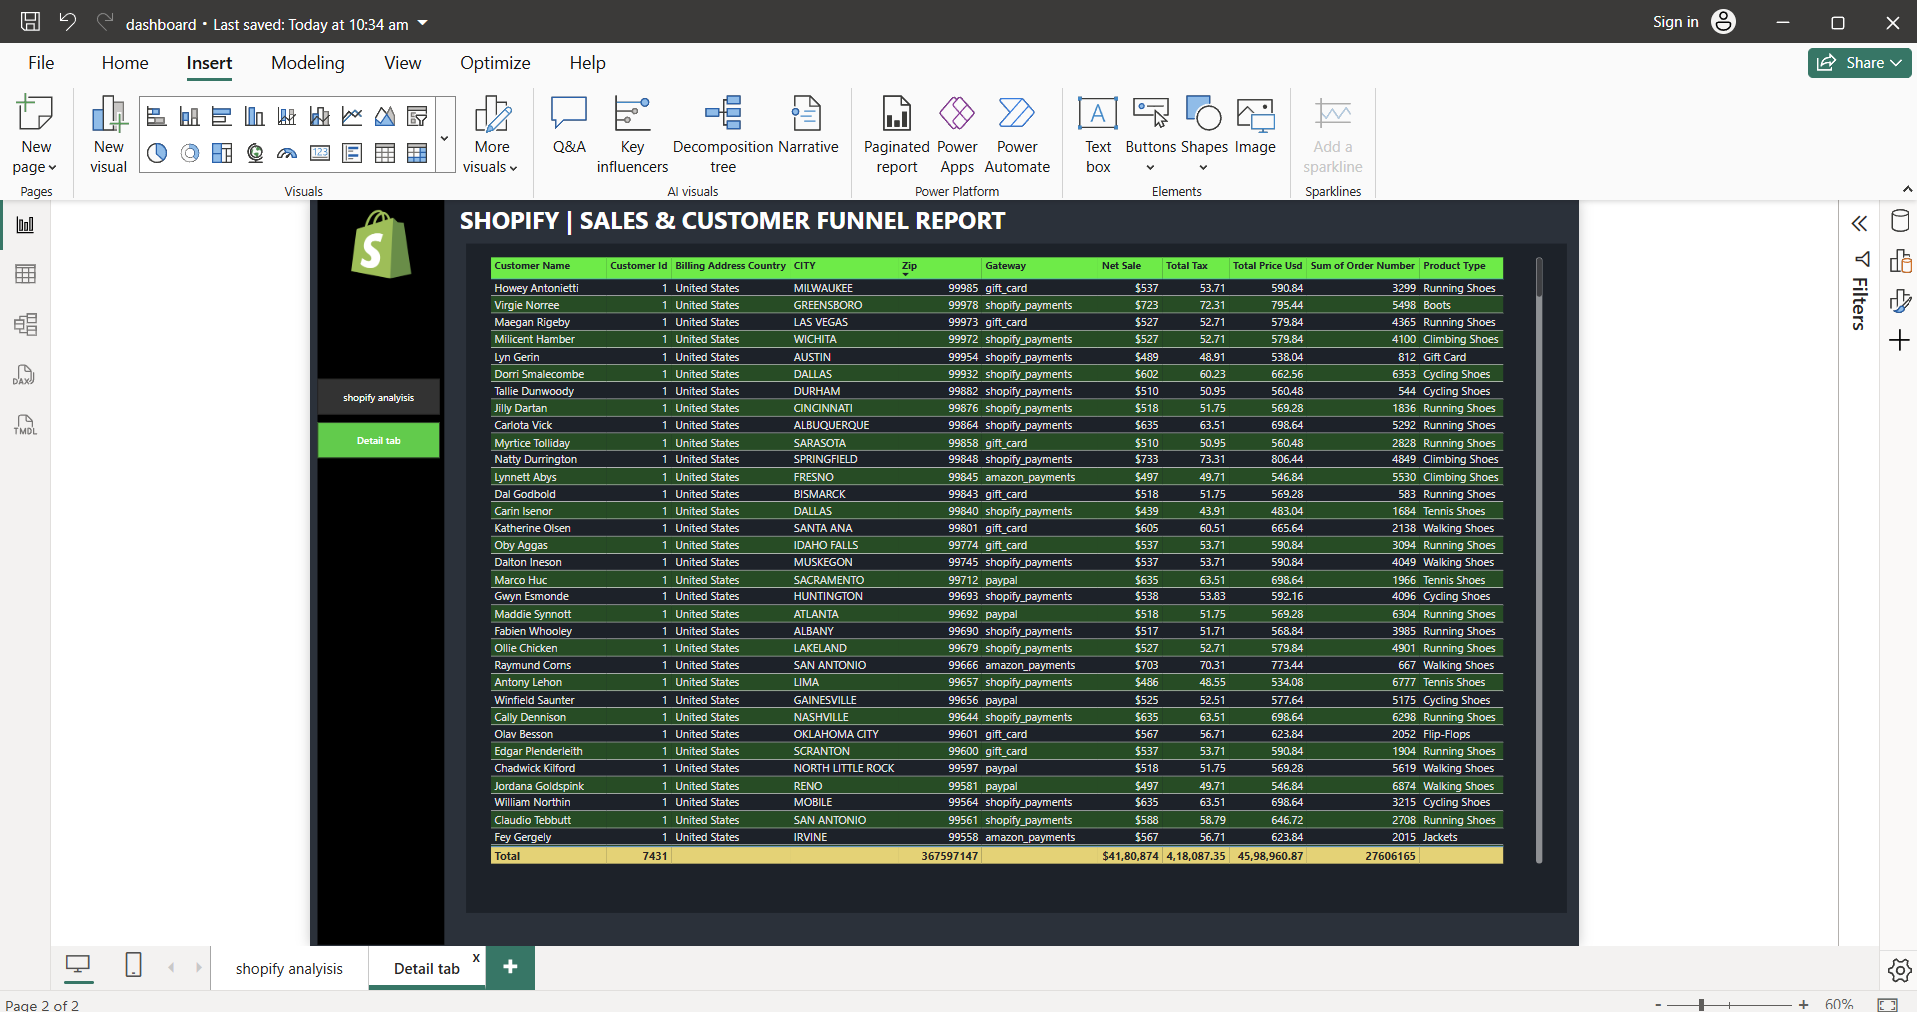 dashboard • Last saved: Today at 10:34 am
Sign in
File Home Insert Modeling View Optimize Help
Share
New page
New visual
More visuals
Q&A
Key influencers
Decomposition tree
Narrative
Paginated report
Power Apps
Power Automate
Text box
Buttons
Shapes
Image
Add a sparkline
Pages
Visuals
AI visuals
Power Platform
Elements
Sparklines
123
A
DAX
TMDL
S
shopify analyisis
Detail tab
SHOPIFY | SALES & CUSTOMER FUNNEL REPORT
Customer Name Customer Id Billing Address Country CITY Zip Gateway Net Sale Total Tax Total Price Usd Sum of Order Number Product Type
Howey Antonietti 1 United States MILWAUKEE 99985 gift_card $537 53.71 590.84 3299 Running Shoes
Virgie Norree 1 United States GREENSBORO 99978 shopify_payments $723 72.31 795.44 5498 Boots
Maegan Rigeby 1 United States LAS VEGAS 99973 gift_card $527 52.71 579.84 4365 Running Shoes
Milicent Hamber 1 United States WICHITA 99972 shopify_payments $527 52.71 579.84 4100 Climbing Shoes
Lyn Gerin 1 United States AUSTIN 99954 shopify_payments $489 48.91 538.04 812 Gift Card
Dorri Smalecombe 1 United States DALLAS 99932 shopify_payments $602 60.23 662.56 6353 Cycling Shoes
Tallie Dunwoody 1 United States DURHAM 99882 shopify_payments $510 50.95 560.48 544 Cycling Shoes
Jilly Dartan 1 United States CINCINNATI 99876 shopify_payments $518 51.75 569.28 1836 Running Shoes
Carlota Vick 1 United States ALBUQUERQUE 99864 shopify_payments $635 63.51 698.64 5292 Running Shoes
Myrtice Tolliday 1 United States SARASOTA 99858 gift_card $510 50.95 560.48 2828 Running Shoes
Natty Durrington 1 United States SPRINGFIELD 99848 shopify_payments $733 73.31 806.44 4849 Climbing Shoes
Lynnett Abys 1 United States FRESNO 99845 amazon_payments $497 49.71 546.84 5530 Climbing Shoes
Dal Godbold 1 United States BISMARCK 99843 gift_card $518 51.75 569.28 583 Running Shoes
Carin Isenor 1 United States DALLAS 99840 shopify_payments $439 43.91 483.04 1684 Tennis Shoes
Katherine Olsen 1 United States SANTA ANA 99801 gift_card $605 60.51 665.64 2138 Walking Shoes
Oby Aggas 1 United States IDAHO FALLS 99774 gift_card $537 53.71 590.84 3094 Running Shoes
Dalton Ineson 1 United States MUSKEGON 99745 shopify_payments $537 53.71 590.84 4049 Walking Shoes
Marco Huc 1 United States SACRAMENTO 99712 paypal $635 63.51 698.64 1966 Tennis Shoes
Gwyn Esmonde 1 United States HUNTINGTON 99693 shopify_payments $538 53.83 592.16 4096 Cycling Shoes
Maddie Synnott 1 United States ATLANTA 99692 paypal $518 51.75 569.28 6304 Running Shoes
Fabien Whooley 1 United States ALBANY 99690 shopify_payments $517 51.71 568.84 3985 Running Shoes
Ollie Chicken 1 United States LAKELAND 99679 shopify_payments $527 52.71 579.84 4901 Running Shoes
Raymund Corns 1 United States SAN ANTONIO 99666 amazon_payments $703 70.31 773.44 667 Walking Shoes
Antony Lehon 1 United States LIMA 99657 shopify_payments $486 48.55 534.08 6777 Tennis Shoes
Winfield Saunter 1 United States GAINESVILLE 99656 paypal $525 52.51 577.64 5175 Cycling Shoes
Cally Dennison 1 United States NASHVILLE 99644 shopify_payments $635 63.51 698.64 6298 Running Shoes
Olav Besson 1 United States OKLAHOMA CITY 99601 gift_card $567 56.71 623.84 2052 Flip-Flops
Edgar Plenderleith 1 United States SCRANTON 99600 gift_card $537 53.71 590.84 1904 Running Shoes
Chadwick Kilford 1 United States NORTH LITTLE ROCK 99597 paypal $518 51.75 569.28 5619 Walking Shoes
Jordana Goldspink 1 United States RENO 99581 paypal $497 49.71 546.84 6874 Walking Shoes
William Northin 1 United States MOBILE 99564 shopify_payments $635 63.51 698.64 3215 Cycling Shoes
Claudio Tebbutt 1 United States SAN ANTONIO 99561 shopify_payments $588 58.79 646.72 2708 Running Shoes
Fey Gergely 1 United States IRVINE 99558 amazon_payments $567 56.71 623.84 2015 Jackets
Total 7431 367597147 $41,80,874 4,18,087.35 45,98,960.87 27606165
Filters
shopify analyisis
Detail tab x
+
Page 2 of 2
- + 60%